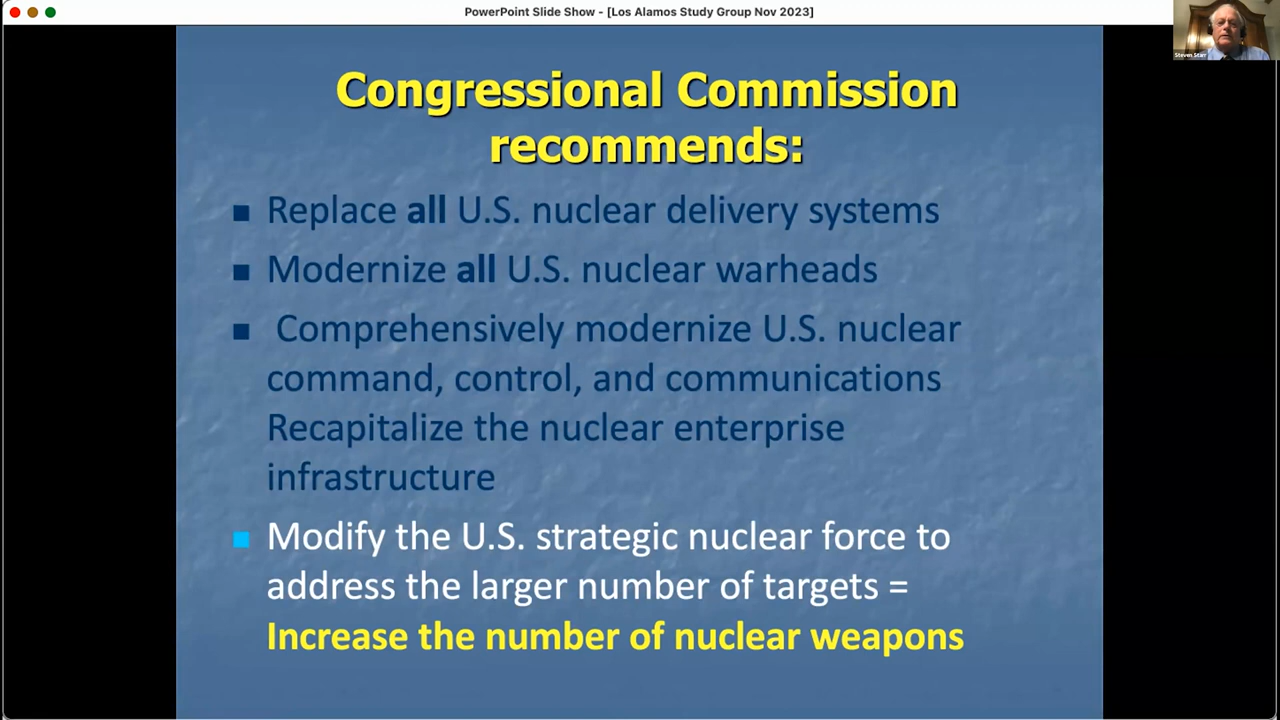 PowerPoint Slide Show - [Los Alamos Study Group Nov 2023]
Steven Starr
Congressional Commission
recommends:
Replace all U.S. nuclear delivery systems
Modernize all U.S. nuclear warheads
Comprehensively modernize U.S. nuclear
command, control, and communications
Recapitalize the nuclear enterprise
infrastructure
Modify the U.S. strategic nuclear force to
address the larger number of targets =
Increase the number of nuclear weapons